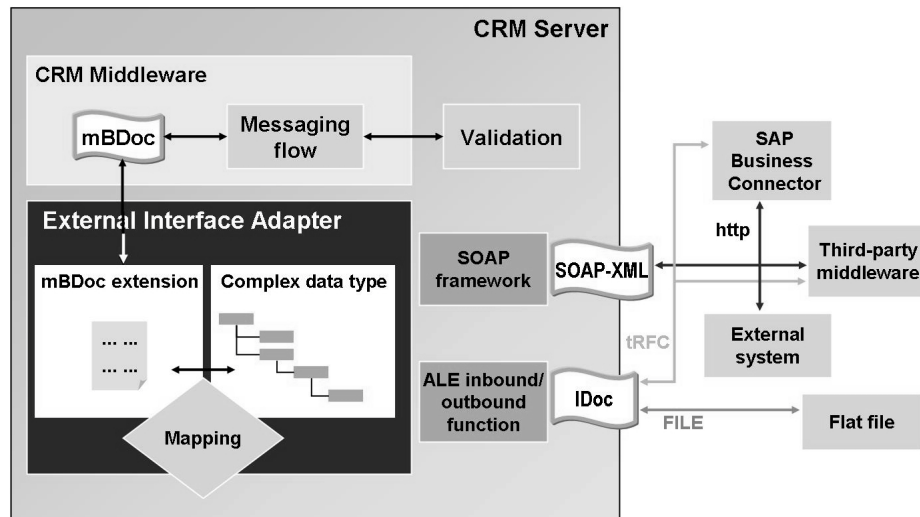 CRM Server
CRM Middleware
mBDoc
Messaging
flow
Validation
External Interface Adapter
mBDoc extension
... ...
... ...
Complex data type
Mapping
SOAP
framework
SOAP-XML
ALE inbound/
outbound
function
IDoc
SAP
Business
Connector
http
Third-party
middleware
tRFC
External
system
FILE
Flat file